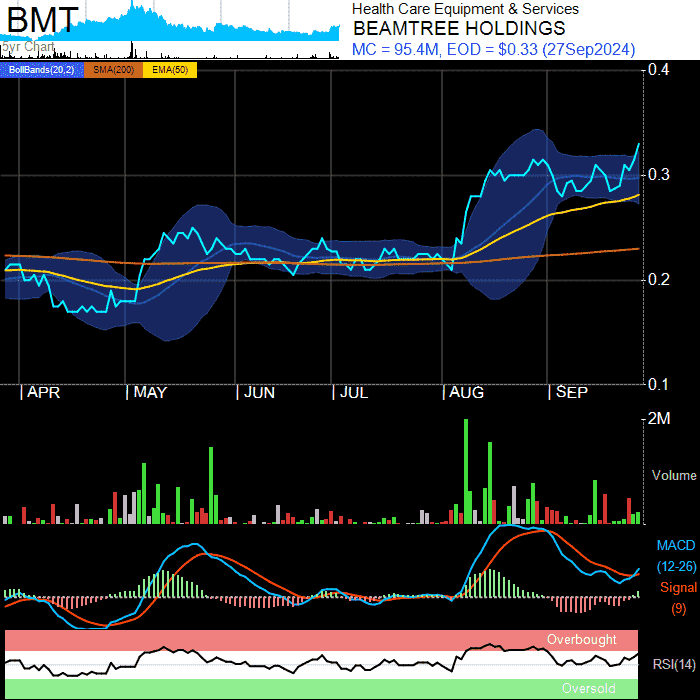 BMT
5yr Chart
Health Care Equipment & Services
BEAMTREE HOLDINGS
MC = 95.4M, EOD = $0.33 (27Sep2024)
BollBands(20,2) SMA(200) EMA(50)
0.4
0.3
0.2
0.1
APR MAY JUN JUL AUG SEP
2M
Volume
MACD
(12-26)
Signal
(9)
Overbought
RSI(14)
Oversold